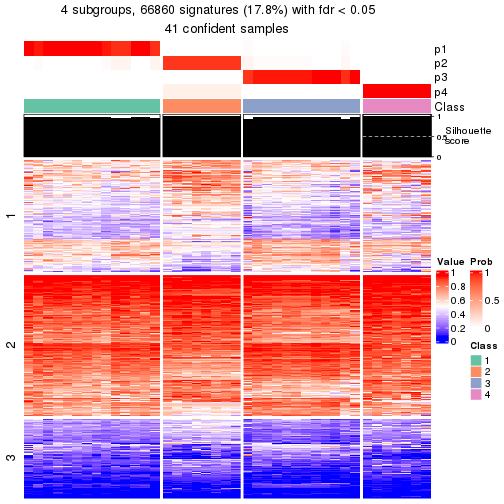 4 subgroups, 66860 signatures (17.8%) with fdr < 0.05
41 confident samples
p1
p2
p3
p4
Class
1
0.5
0
Silhouette
score
1
2
3
Value
1
0.8
0.6
0.4
0.2
0
Prob
1
0.5
0
Class
1
2
3
4